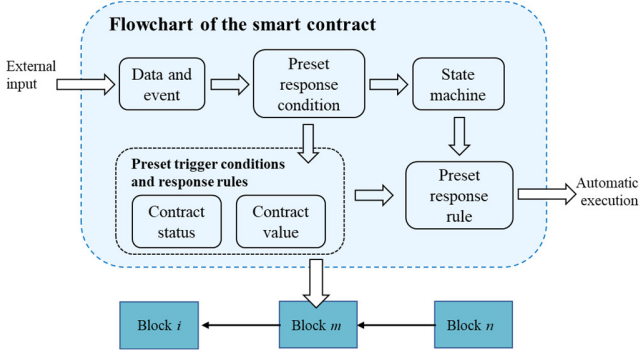 Flowchart of the smart contract
External
input
Data and
event
Preset
response
condition
State
machine
Preset trigger conditions
and response rules
Contract
status
Contract
value
Preset
response
rule
Automatic
execution
Block i
Block m
Block n